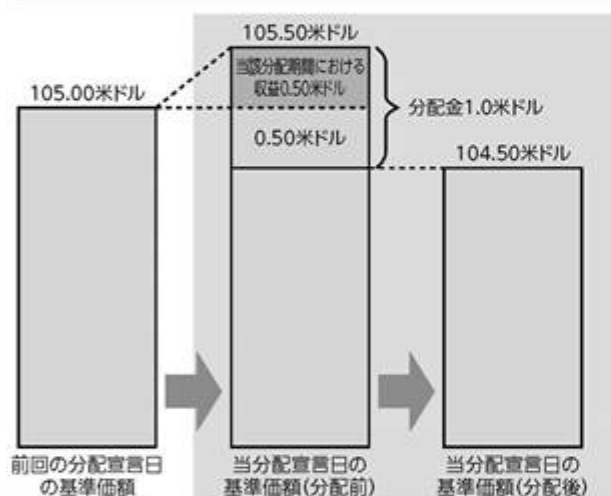 105.50米ドル
当該分配期間における
収益0.50米ドル
105.00米ドル
分配金1.0米ドル
0.50米ドル
104.50米ドル
前回の分配宣言日
の基準価額
当分配宣言日の
基準価額(分配前)
当分配宣言日の
基準価額(分配後)